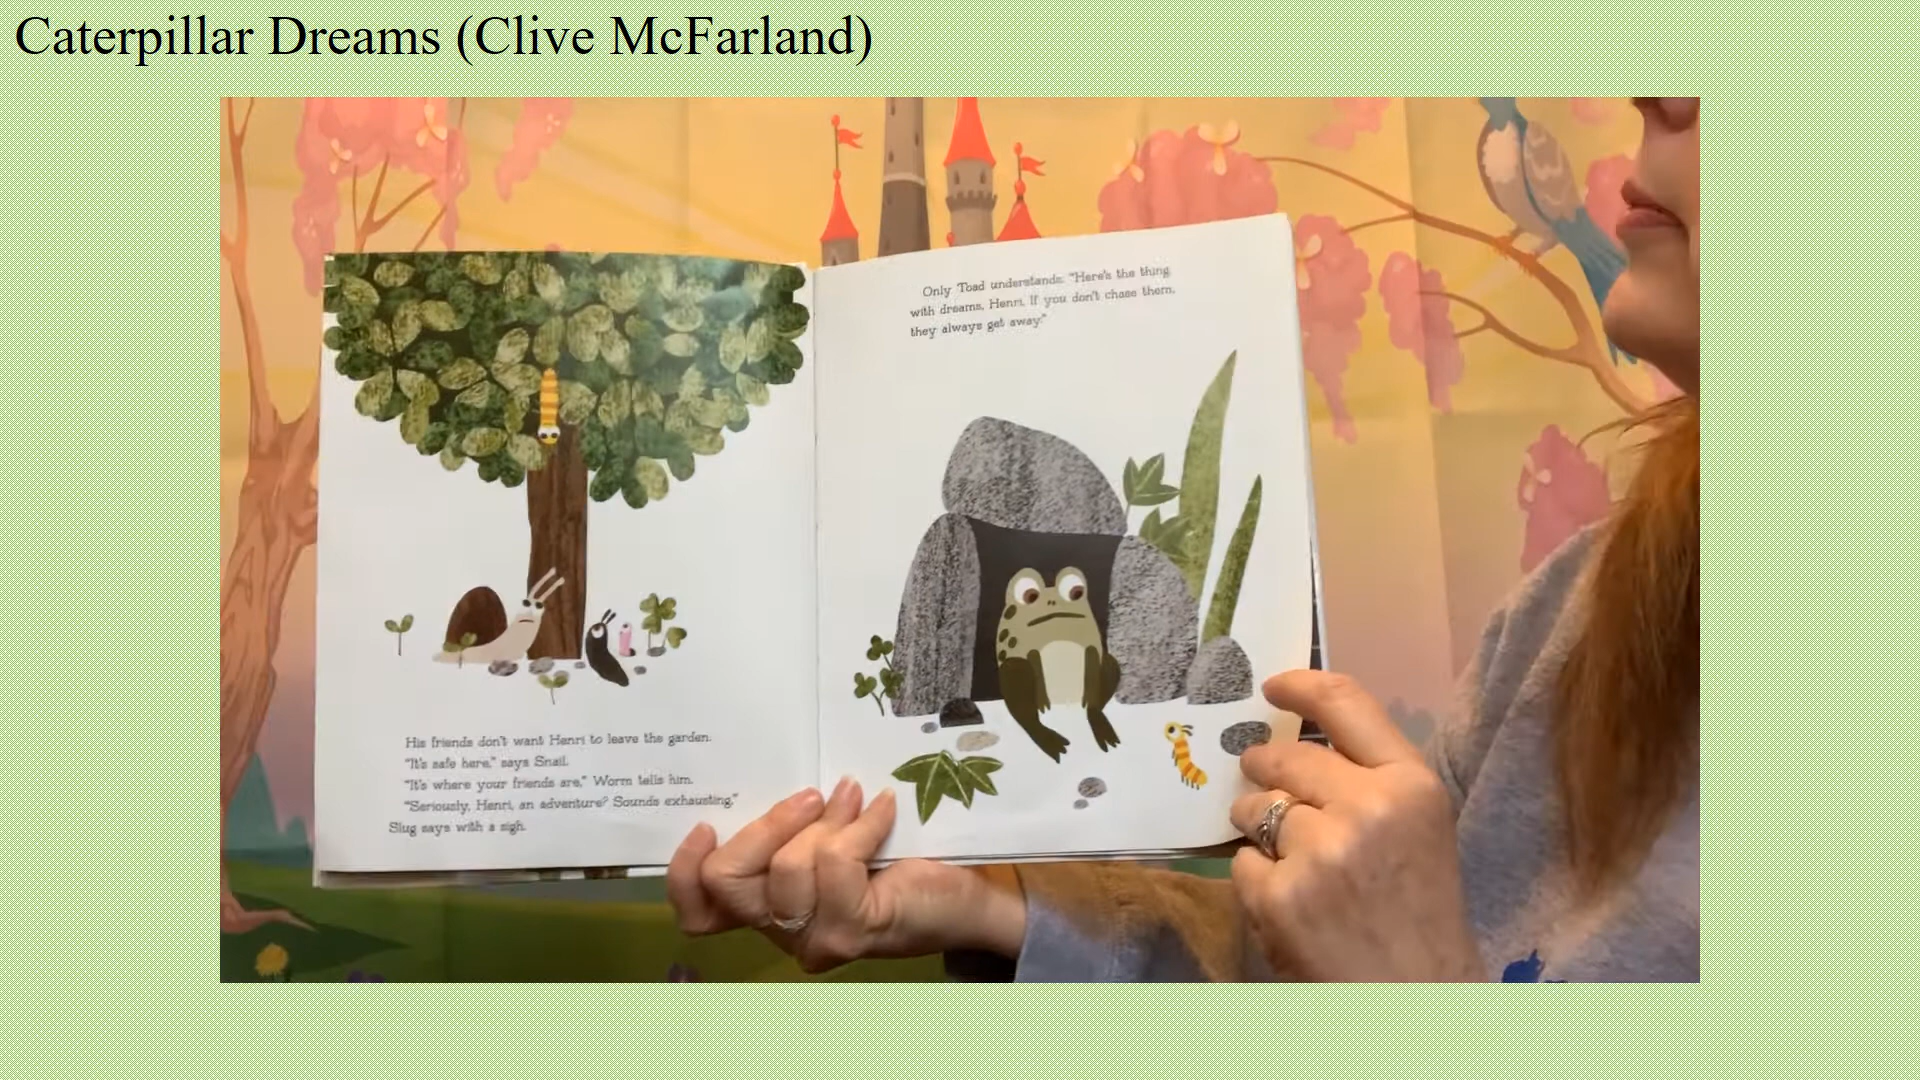 Caterpillar Dreams (Clive McFarland)
His friends don't want Henri to leave the garden.
"It's safe here," says Snail.
"It's where your friends are," Worm tells him.
"Seriously, Henri, an adventure? Sounds exhausting,"
Slug says with a sigh.
Only Toad understands: "Here's the thing
with dreams, Henri. If you don't chase them,
they always get away."